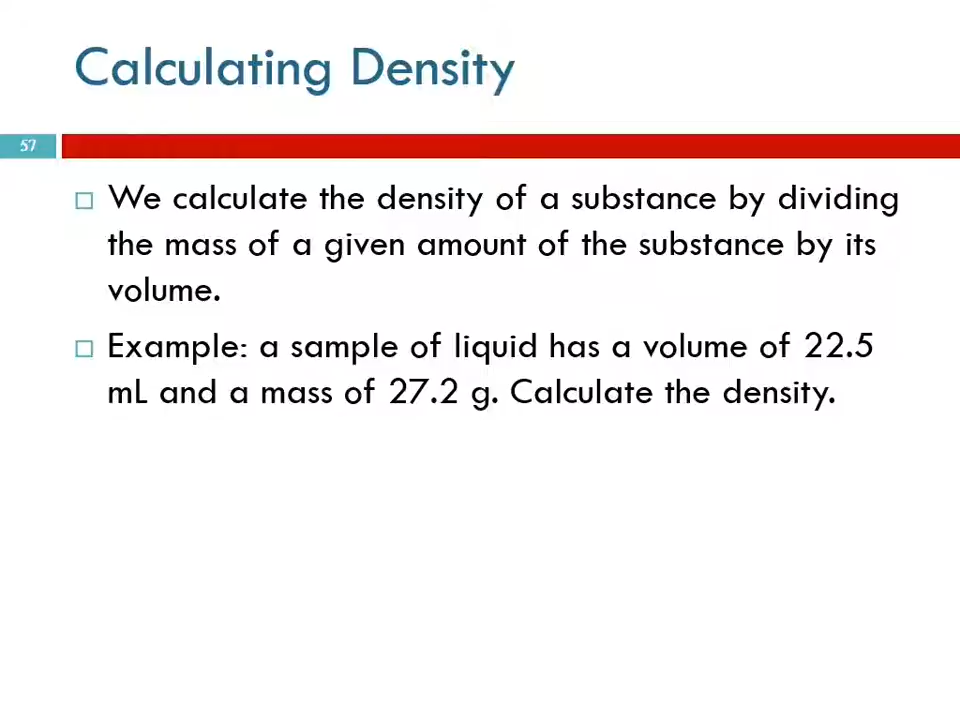 Calculating Density
57
We calculate the density of a substance by dividing
the mass of a given amount of the substance by its
volume.
Example: a sample of liquid has a volume of 22.5
mL and a mass of 27.2 g. Calculate the density.